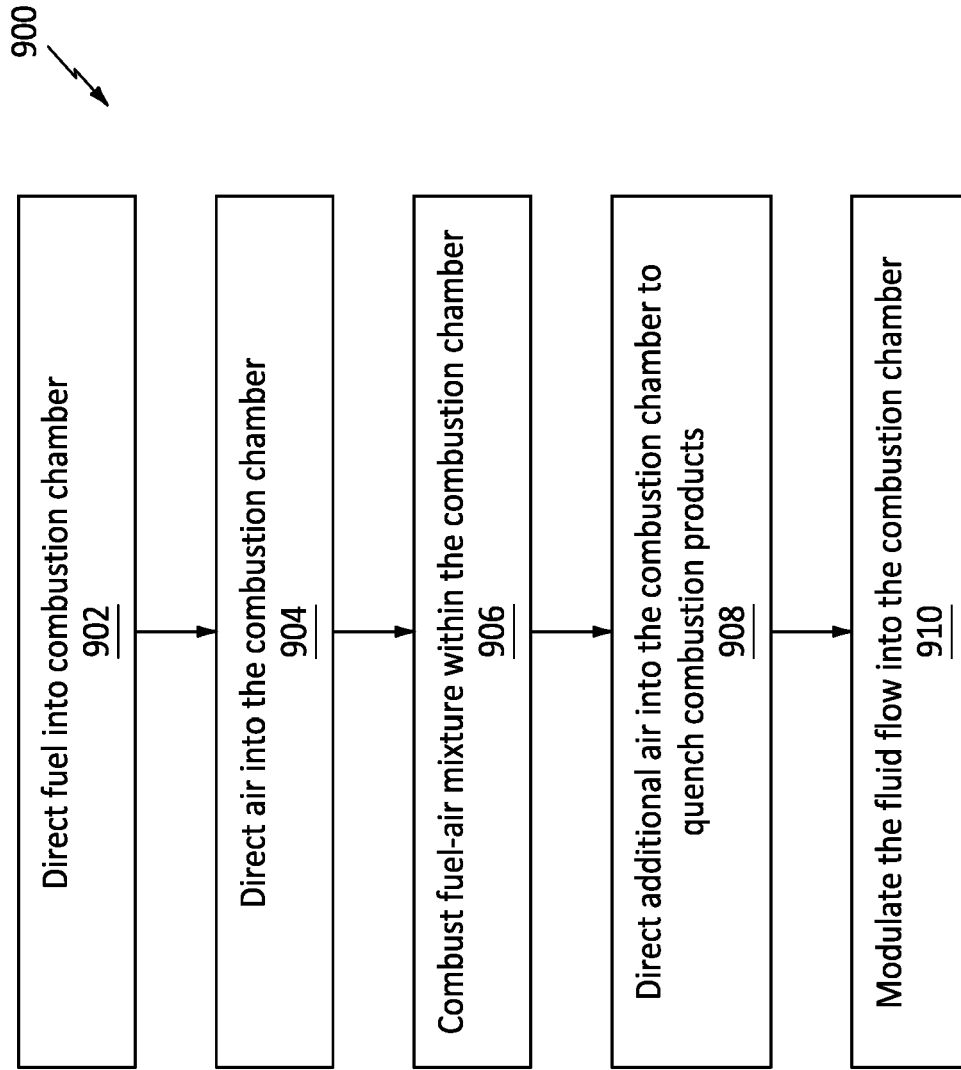 900
Direct fuel into combustion chamber
902
Direct air into the combustion chamber
904
Combust fuel-air mixture within the combustion chamber
906
Direct additional air into the combustion chamber to
quench combustion products
908
Modulate the fluid flow into the combustion chamber
910